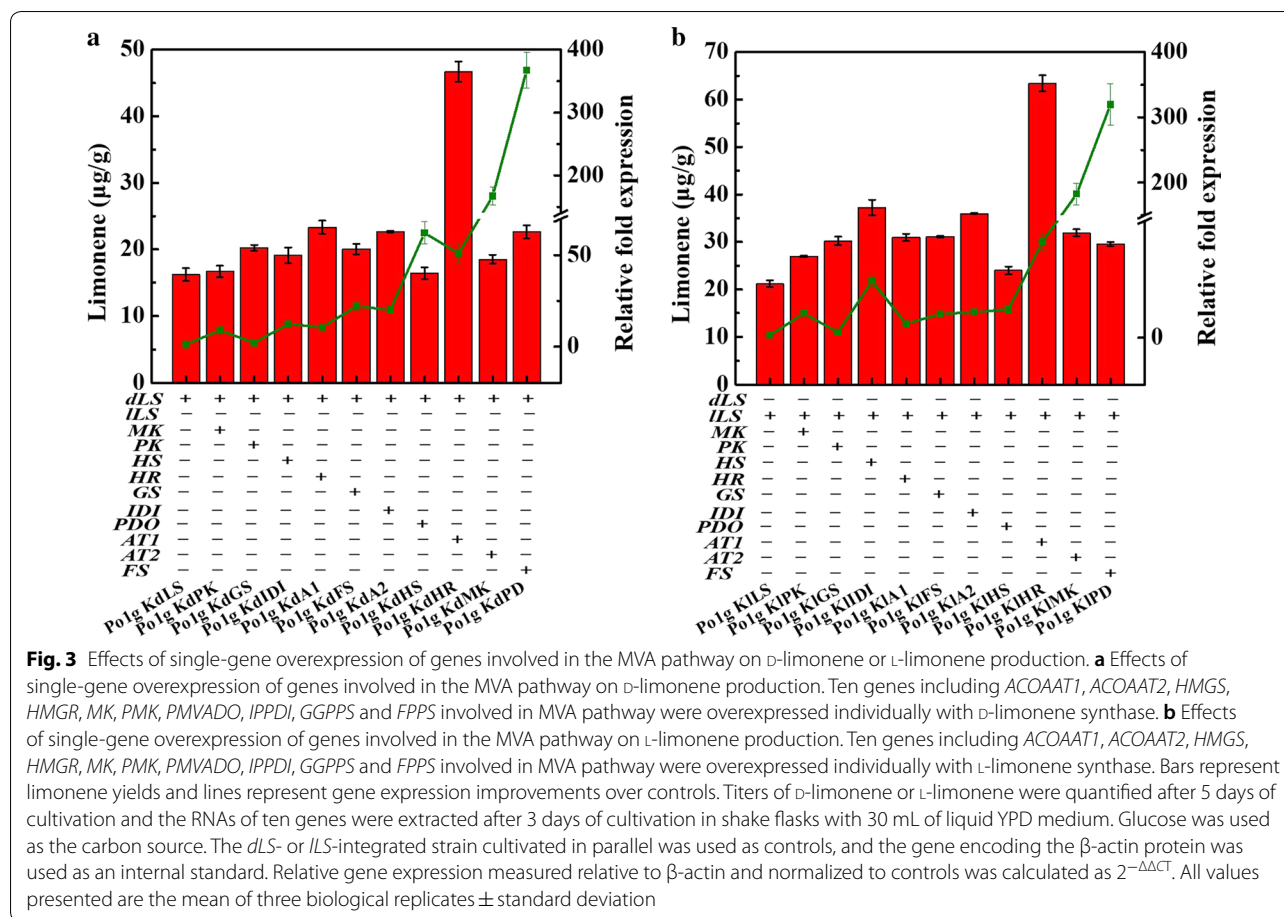 a
b
50
40
30
20
10
0
Limonene (µg/g)
400
300
200
50
0
Relative fold expression
70
60
50
40
30
20
10
0
Limonene (µg/g)
400
300
200
0
Relative fold expression
dLS + + + + + + + + + + +
lLS – – – – – – – – – – –
MK – + – – – – – – – – –
PK – – + – – – – – – – –
HS – – – + – – – – – – –
HR – – – – + – – – – – –
GS – – – – – + – – – – –
IDI – – – – – – + – – – –
PDO – – – – – – – + – – –
AT1 – – – – – – – – + – –
AT2 – – – – – – – – – + –
FS – – – – – – – – – – +
Po1g KdLS Po1g KdPK Po1g KdGS Po1g KdIDI Po1g KdA1 Po1g KdFS Po1g KdA2 Po1g KdHS Po1g KdHR Po1g KdMK Po1g KdPD
dLS – – – – – – – – – – –
lLS + + + + + + + + + + +
MK – + – – – – – – – – –
PK – – + – – – – – – – –
HS – – – + – – – – – – –
HR – – – – + – – – – – –
GS – – – – – + – – – – –
IDI – – – – – – + – – – –
PDO – – – – – – – + – – –
AT1 – – – – – – – – + – –
AT2 – – – – – – – – – + –
FS – – – – – – – – – – +
Po1g KlLS Po1g KlPK Po1g KlGS Po1g KlIDI Po1g KlA1 Po1g KlFS Po1g KlA2 Po1g KlHS Po1g KlHR Po1g KlMK Po1g KlPD
Fig. 3 Effects of single-gene overexpression of genes involved in the MVA pathway on D-limonene or L-limonene production. a Effects of
single-gene overexpression of genes involved in the MVA pathway on D-limonene production. Ten genes including ACOAAT1, ACOAAT2, HMGS,
HMGR, MK, PMK, PMVADO, IPPDI, GGPPS and FPPS involved in MVA pathway were overexpressed individually with D-limonene synthase. b Effects
of single-gene overexpression of genes involved in the MVA pathway on L-limonene production. Ten genes including ACOAAT1, ACOAAT2, HMGS,
HMGR, MK, PMK, PMVADO, IPPDI, GGPPS and FPPS involved in MVA pathway were overexpressed individually with L-limonene synthase. Bars represent
limonene yields and lines represent gene expression improvements over controls. Titers of D-limonene or L-limonene were quantified after 5 days of
cultivation and the RNAs of ten genes were extracted after 3 days of cultivation in shake flasks with 30 mL of liquid YPD medium. Glucose was used
as the carbon source. The dLS- or lLS-integrated strain cultivated in parallel was used as controls, and the gene encoding the β-actin protein was
used as an internal standard. Relative gene expression measured relative to β-actin and normalized to controls was calculated as 2^−ΔΔCT. All values
presented are the mean of three biological replicates ± standard deviation